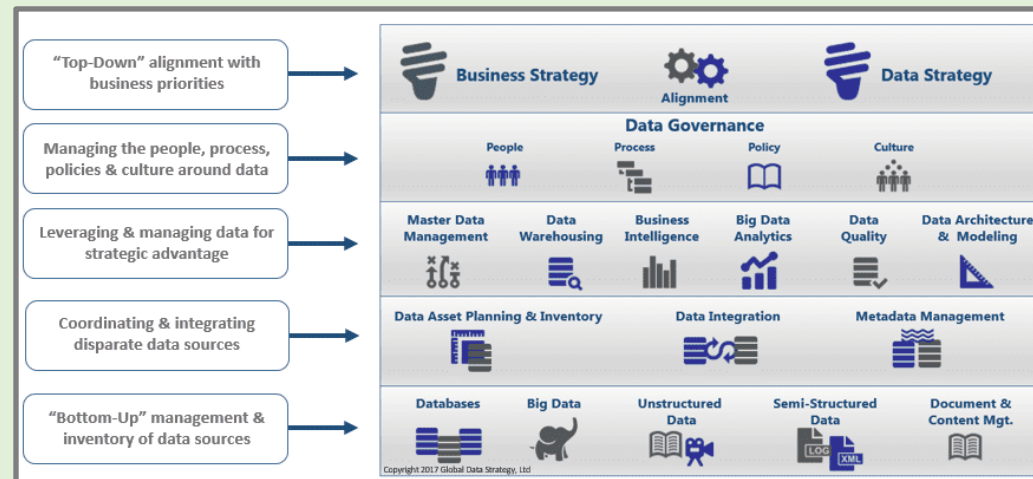 “Top-Down” alignment with
business priorities
Business Strategy
Alignment
Data Strategy
Managing the people, process,
policies & culture around data
Data Governance
People
Process
Policy
Culture
Leveraging & managing data for
strategic advantage
Master Data
Management
Data
Warehousing
Business
Intelligence
Big Data
Analytics
Data
Quality
Data Architecture
& Modeling
Coordinating & integrating
disparate data sources
Data Asset Planning & Inventory
Data Integration
Metadata Management
“Bottom-Up” management &
inventory of data sources
Databases
Big Data
Unstructured
Data
Semi-Structured
Data
LOG
XML
Document &
Content Mgt.
Copyright 2017 Global Data Strategy, Ltd